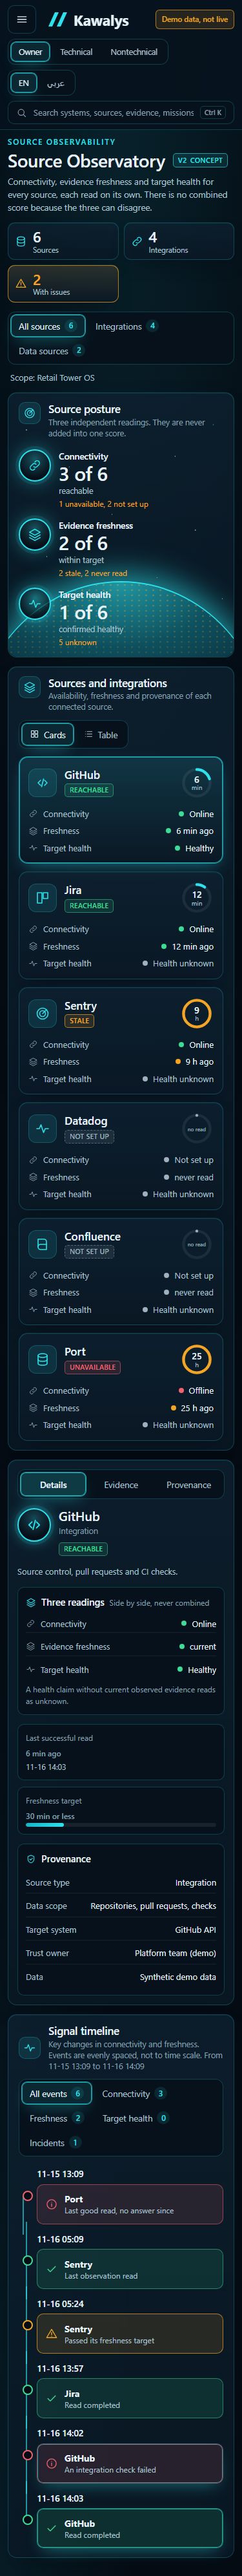 Kawalys
Demo data, not live
Owner
Technical
Nontechnical
EN
عربي
Search systems, sources, evidence, missions
Ctrl K
SOURCE OBSERVABILITY
Source Observatory
V2 CONCEPT
Connectivity, evidence freshness and target health for
every source, each read on its own. There is no combined
score because the three can disagree.
6
Sources
4
Integrations
2
With issues
All sources 6
Integrations 4
Data sources 2
Scope: Retail Tower OS
Source posture
Three independent readings. They are never
added into one score.
Connectivity
3 of 6
reachable
1 unavailable, 2 not set up
Evidence freshness
2 of 6
within target
2 stale, 2 never read
Target health
1 of 6
confirmed healthy
5 unknown
Sources and integrations
Availability, freshness and provenance of each
connected source.
Cards
Table
GitHub
REACHABLE
6
min
Connectivity Online
Freshness 6 min ago
Target health Healthy
Jira
REACHABLE
12
min
Connectivity Online
Freshness 12 min ago
Target health Health unknown
Sentry
STALE
9
h
Connectivity Online
Freshness 9 h ago
Target health Health unknown
Datadog
NOT SET UP
no read
Connectivity Not set up
Freshness never read
Target health Health unknown
Confluence
NOT SET UP
no read
Connectivity Not set up
Freshness never read
Target health Health unknown
Port
UNAVAILABLE
25
h
Connectivity Offline
Freshness 25 h ago
Target health Health unknown
Details
Evidence
Provenance
GitHub
Integration
REACHABLE
Source control, pull requests and CI checks.
Three readings Side by side, never combined
Connectivity Online
Evidence freshness current
Target health Healthy
A health claim without current observed evidence reads
as unknown.
Last successful read
6 min ago
11-16 14:03
Freshness target
30 min or less
Provenance
Source type Integration
Data scope Repositories, pull requests, checks
Target system GitHub API
Trust owner Platform team (demo)
Data Synthetic demo data
Signal timeline
Key changes in connectivity and freshness.
Events are evenly spaced, not to time scale. From
11-15 13:09 to 11-16 14:09
All events 6
Connectivity 3
Freshness 2
Target health 0
Incidents 1
11-15 13:09
Port
Last good read, no answer since
11-16 05:09
Sentry
Last observation read
11-16 05:24
Sentry
Passed its freshness target
11-16 13:57
Jira
Read completed
11-16 14:02
GitHub
An integration check failed
11-16 14:03
GitHub
Read completed